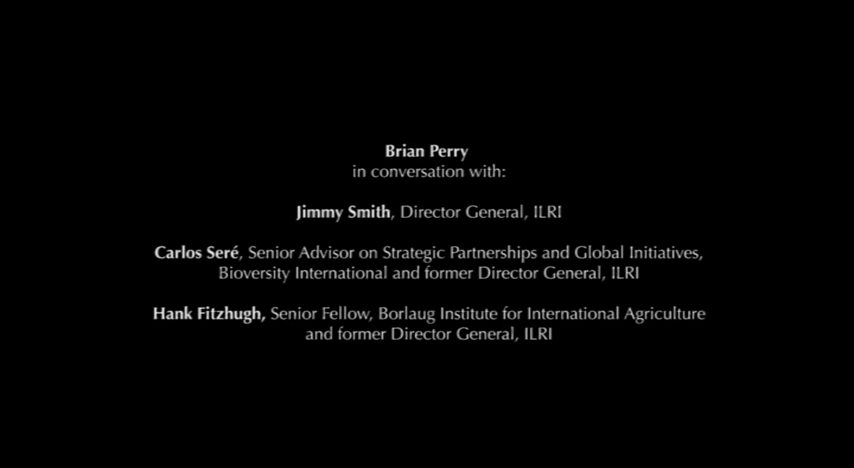 Brian Perry
in conversation with:
Jimmy Smith, Director General, ILRI
Carlos Seré, Senior Advisor on Strategic Partnerships and Global Initiatives,
Bioversity International and former Director General, ILRI
Hank Fitzhugh, Senior Fellow, Borlaug Institute for International Agriculture
and former Director General, ILRI